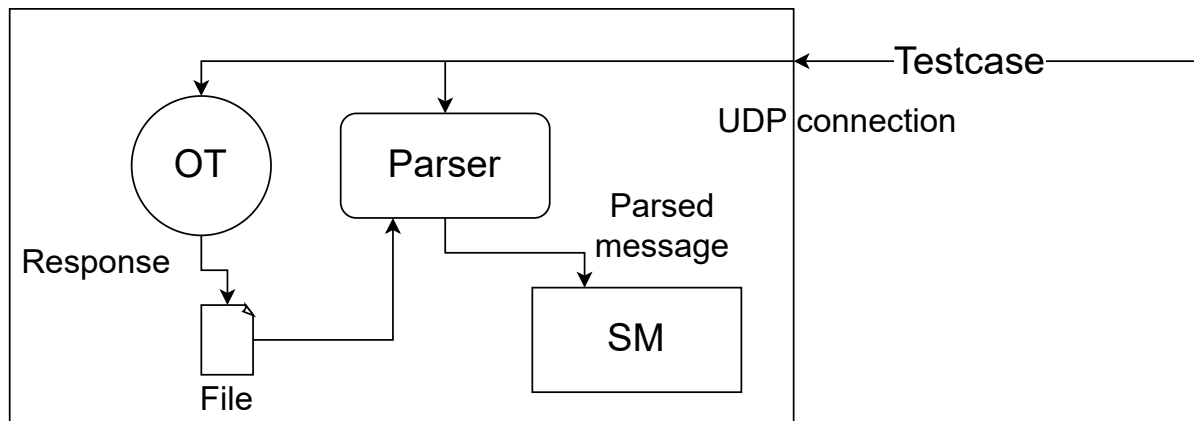 Testcase
UDP connection
OT
Parser
Parsed
message
Response
SM
File